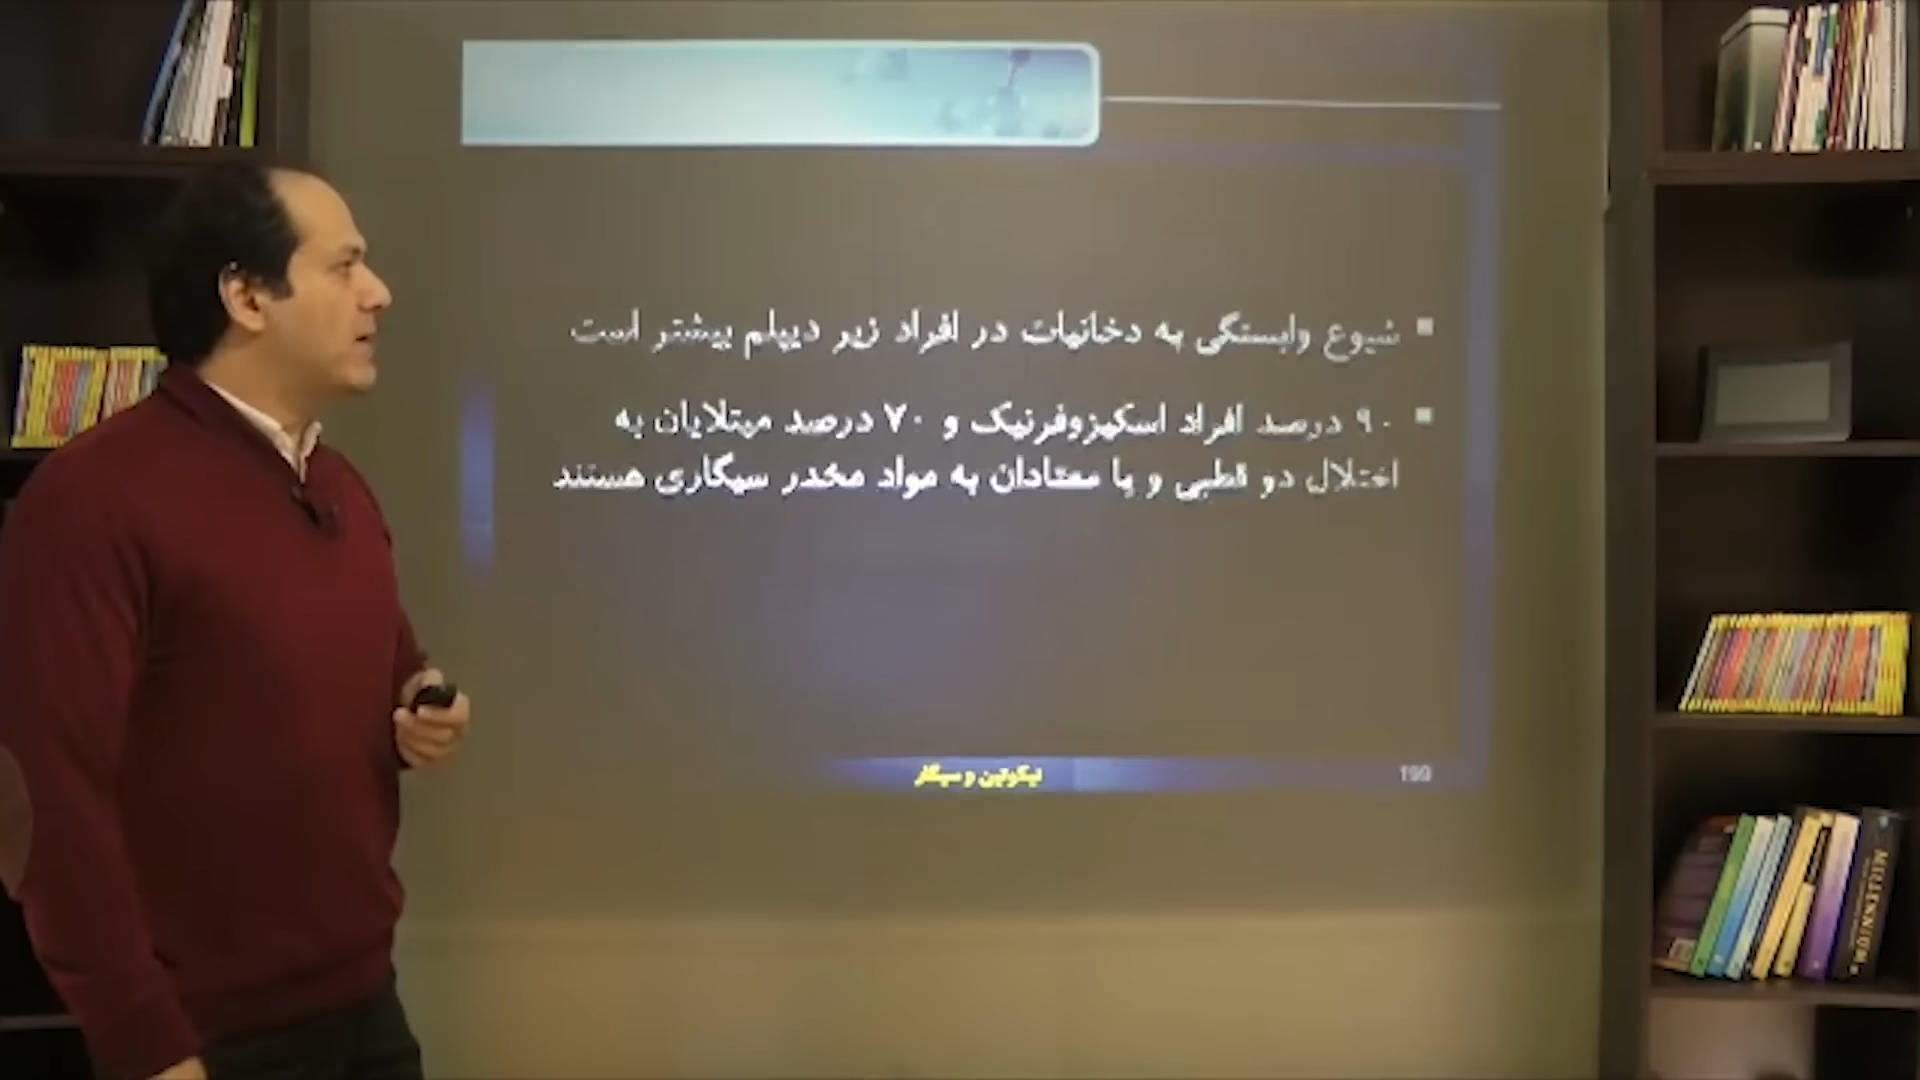 شیوع وابستگی به دخانیات در افراد زیر دیپلم بیشتر است
۹۰ درصد افراد اسکیزوفرنیک و ۷۰ درصد مبتلایان به
اختلال دو قطبی و یا معتادان به مواد مخدر سیگاری هستند
نیکوتین و سیگار
199
MILLENNIUM